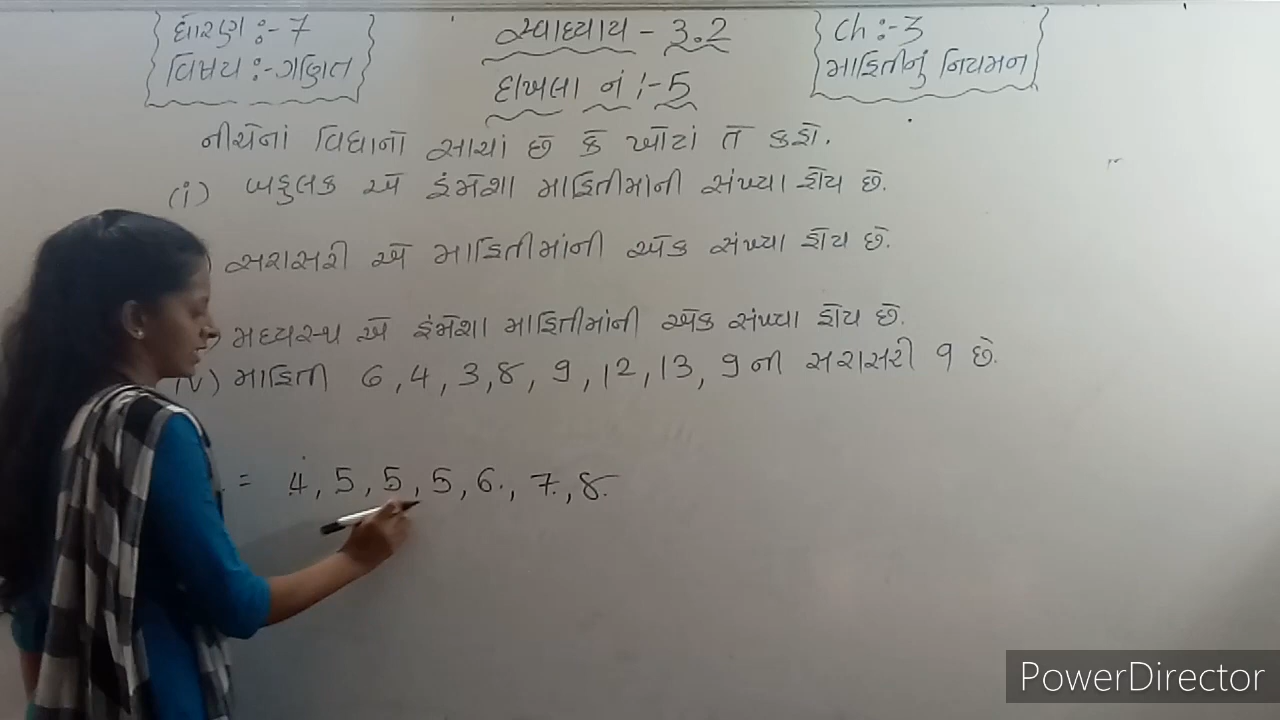 ધોરણ :- 7
વિષય :- ગણિત
સ્વાધ્યાય - 3.2
દાખલા નં :- 5
Ch :- 3
માહિતીનું નિયમન
નીચેનાં વિધાનો સાચાં છે કે ખોટાં તે કહો.
(i) બહુલક એ હંમેશા માહિતીમાંની સંખ્યા હોય છે.
સરાસરી એ માહિતીમાંની એક સંખ્યા હોય છે.
મધ્યસ્થ એ હંમેશા માહિતીમાંની એક સંખ્યા હોય છે.
(iv) માહિતી 6, 4, 3, 8, 9, 12, 13, 9 ની સરાસરી 9 છે.
= 4, 5, 5, 5, 6, 7, 8
PowerDirector